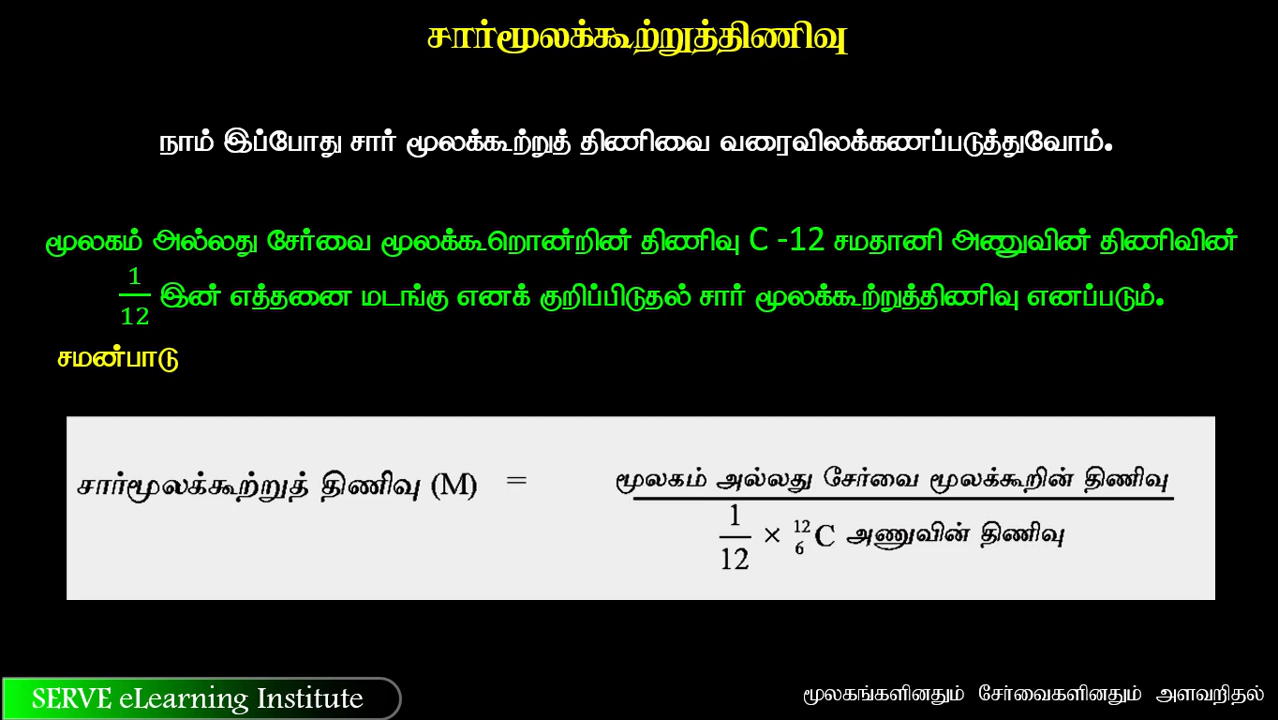 சார்மூலக்கூற்றுத்திணிவு
நாம் இப்போது சார் மூலக்கூற்றுத் திணிவை வரைவிலக்கணப்படுத்துவோம்.
மூலகம் அல்லது சேர்வை மூலக்கூறொன்றின் திணிவு C -12 சமதானி அணுவின் திணிவின்
1/12 இன் எத்தனை மடங்கு எனக் குறிப்பிடுதல் சார் மூலக்கூற்றுத்திணிவு எனப்படும்.
சமன்பாடு
சார்மூலக்கூற்றுத் திணிவு (M) = மூலகம் அல்லது சேர்வை மூலக்கூறின் திணிவு
1/12 × ¹²₆C அணுவின் திணிவு
SERVE eLearning Institute
மூலகங்களினதும் சேர்வைகளினதும் அளவறிதல்